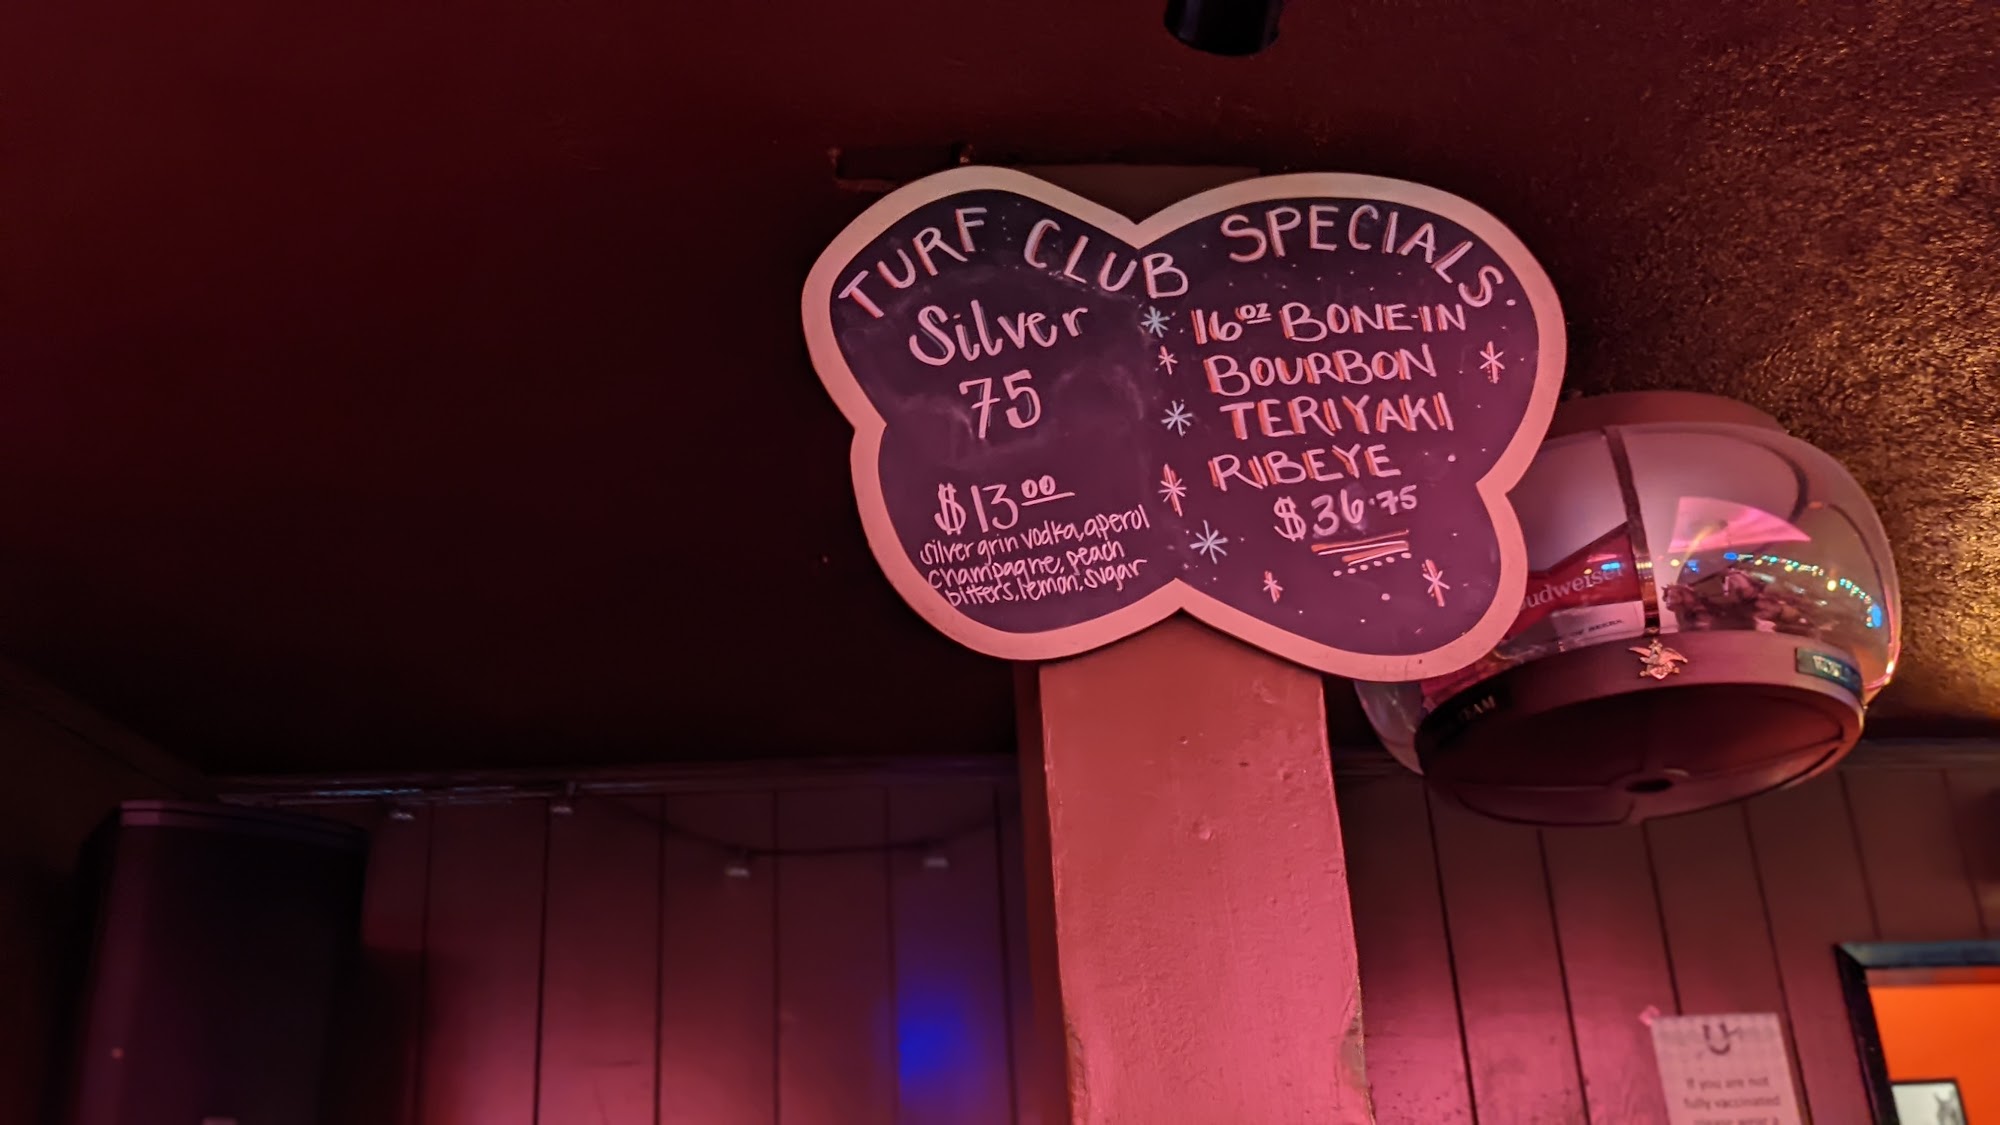 TURF CLUB SPECIALS.
Silver
75
$13.00
silver grin vodka, aperol
champagne, peach
bitters, lemon, sugar
16oz BONE-IN
BOURBON
TERIYAKI
RIBEYE
$36.75
Budweiser
If you are not
fully vaccinated